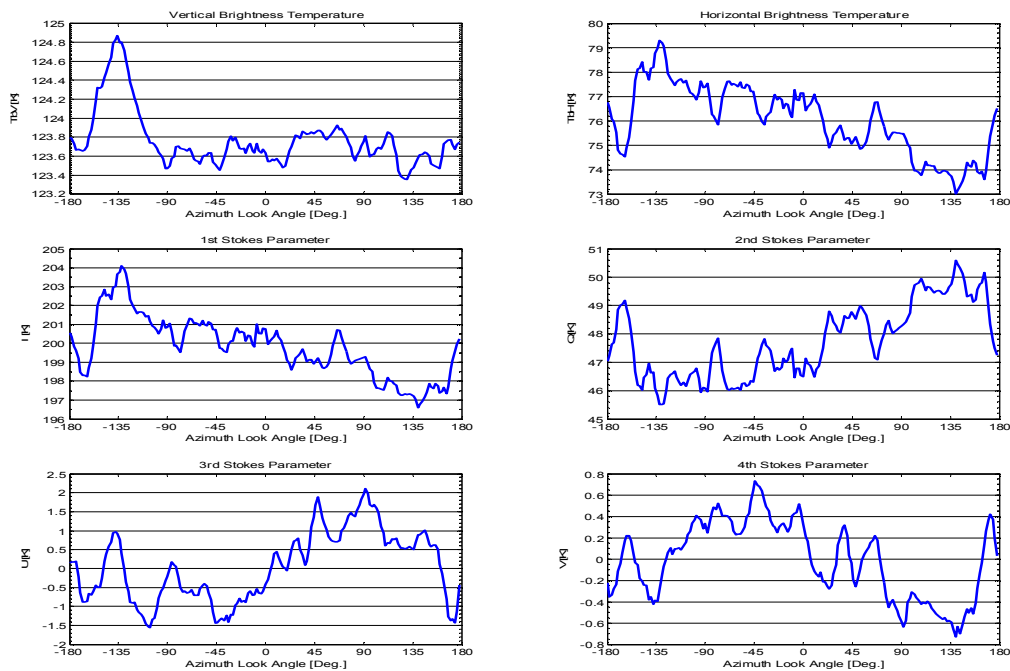 Vertical Brightness Temperature
125
124.8
124.6
124.4
124.2
124
123.8
123.6
123.4
123.2
TbV[K]
-180 -135 -90 -45 0 45 90 135 180
Azimuth Look Angle [Deg.]
Horizontal Brightness Temperature
80
79
78
77
76
75
74
73
TbH[K]
-180 -135 -90 -45 0 45 90 135 180
Azimuth Look Angle [Deg.]
1st Stokes Parameter
205
204
203
202
201
200
199
198
197
196
I [K]
-180 -135 -90 -45 0 45 90 135 180
Azimuth Look Angle [Deg.]
2nd Stokes Parameter
51
50
49
48
47
46
45
Q[K]
-180 -135 -90 -45 0 45 90 135 180
Azimuth Look Angle [Deg.]
3rd Stokes Parameter
2.5
2
1.5
1
0.5
0
-0.5
-1
-1.5
-2
U[K]
-180 -135 -90 -45 0 45 90 135 180
Azimuth Look Angle [Deg.]
4th Stokes Parameter
0.8
0.6
0.4
0.2
0
-0.2
-0.4
-0.6
-0.8
V[K]
-180 -135 -90 -45 0 45 90 135 180
Azimuth Look Angle [Deg.]